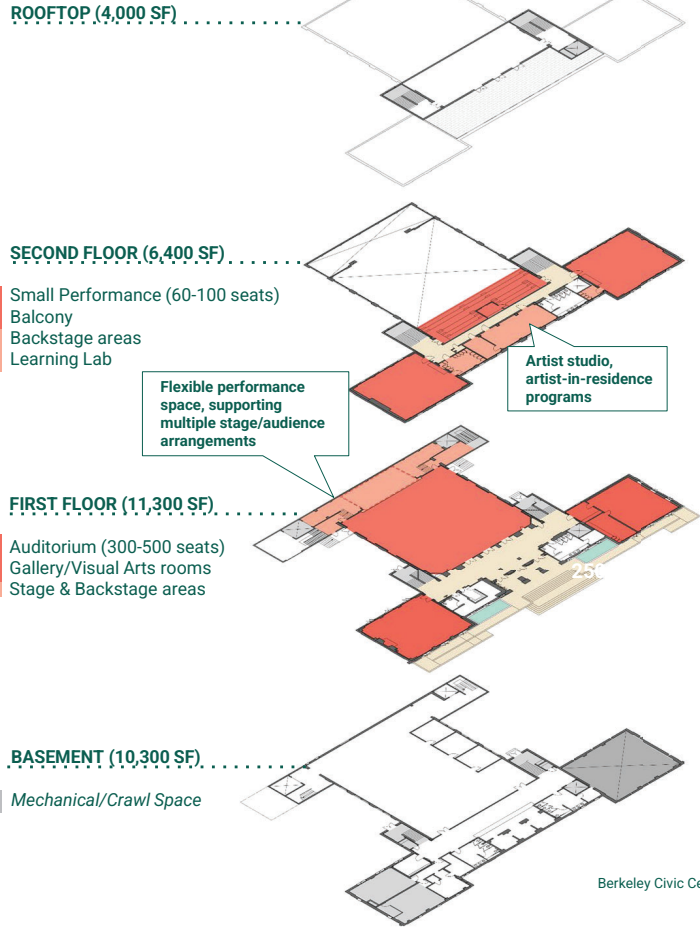 ROOFTOP (4,000 SF)
SECOND FLOOR (6,400 SF)
Small Performance (60-100 seats)
Balcony
Backstage areas
Learning Lab
Artist studio,
artist-in-residence
programs
Flexible performance
space, supporting
multiple stage/audience
arrangements
FIRST FLOOR (11,300 SF)
Auditorium (300-500 seats)
Gallery/Visual Arts rooms
Stage & Backstage areas
BASEMENT (10,300 SF)
Mechanical/Crawl Space
Berkeley Civic